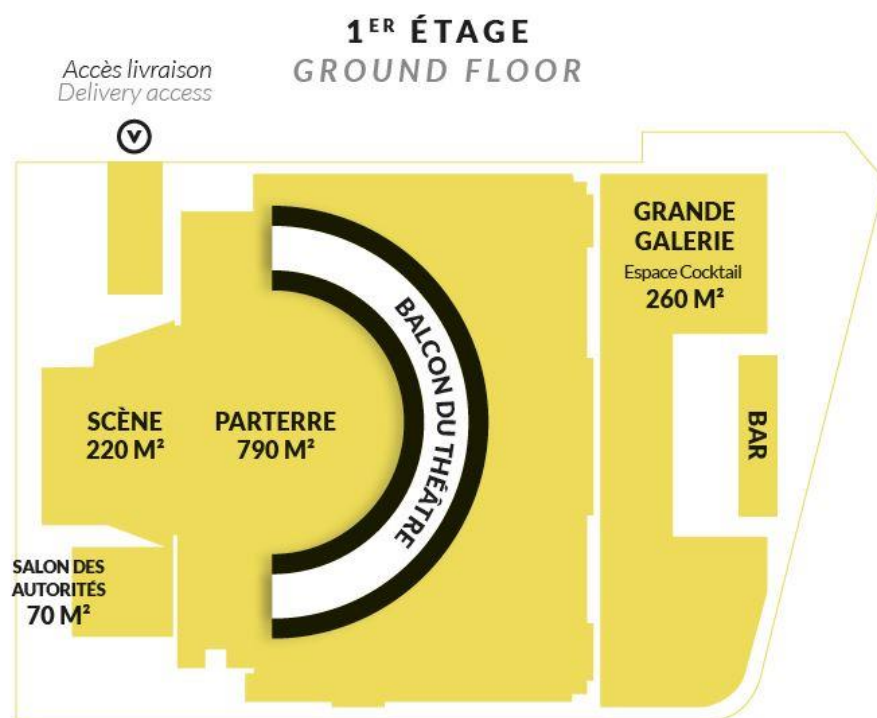 1ER ÉTAGE
GROUND FLOOR
Accès livraison
Delivery access
V
GRANDE
GALERIE
Espace Cocktail
260 M²
BALCON DU THÉÂTRE
BAR
SCÈNE
220 M²
PARTERRE
790 M²
SALON DES
AUTORITÉS
70 M²